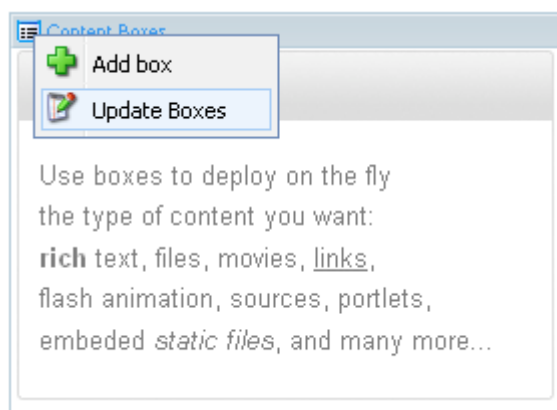 Content Boxes
Add box
Update Boxes
Use boxes to deploy on the fly
the type of content you want:
rich text, files, movies, links,
flash animation, sources, portlets,
embeded static files, and many more...